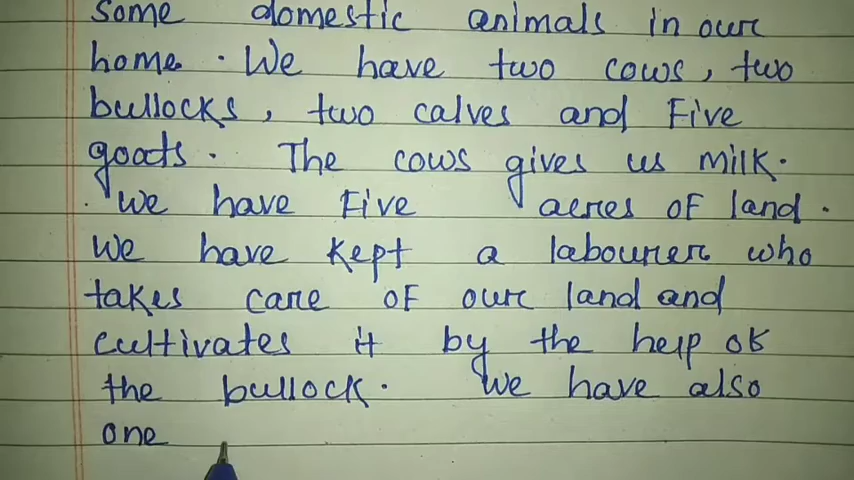 some domestic animals in our
home. We have two cows, two
bullocks, two calves and Five
goats. The cows gives us milk.
We have Five acres of land.
We have kept a labourer who
takes care of our land and
cultivates it by the help of
the bullock. We have also
one